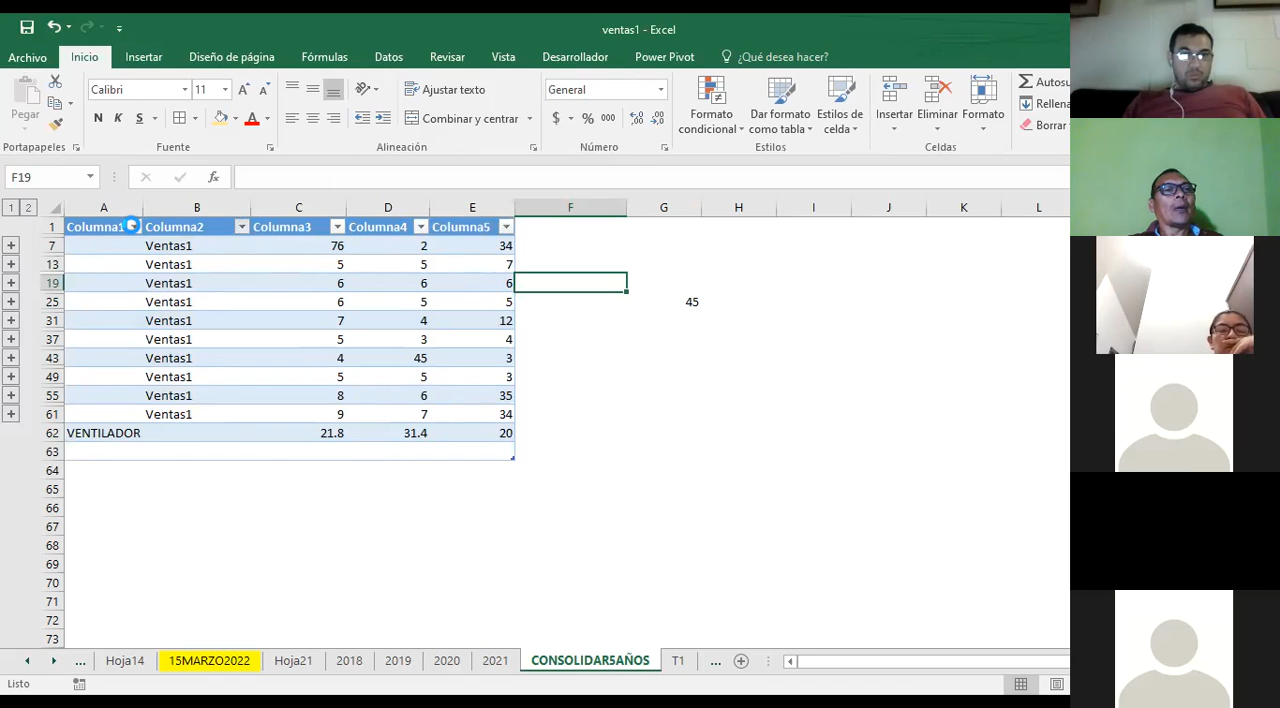 ventas1 - Excel
Archivo Inicio Insertar Diseño de página Fórmulas Datos Revisar Vista Desarrollador Power Pivot ¿Qué desea hacer?
Calibri 11 Ajustar texto General Autosu
Pegar N K S A Combinar y centrar $ % 000 Formato condicional Dar formato como tabla Estilos de celda Insertar Eliminar Formato Rellena
Borrar
Portapapeles Fuente Alineación Número Estilos Celdas
F19 fx
1 2 A B C D E F G H I J K L
1 Columna1 Columna2 Columna3 Columna4 Columna5
7 Ventas1 76 2 34
13 Ventas1 5 5 7
19 Ventas1 6 6 6
25 Ventas1 6 5 5 45
31 Ventas1 7 4 12
37 Ventas1 5 3 4
43 Ventas1 4 45 3
49 Ventas1 5 5 3
55 Ventas1 8 6 35
61 Ventas1 9 7 34
62 VENTILADOR 21.8 31.4 20
63
64
65
66
67
68
69
70
71
72
73
... Hoja14 15MARZO2022 Hoja21 2018 2019 2020 2021 CONSOLIDAR5AÑOS T1 ...
Listo